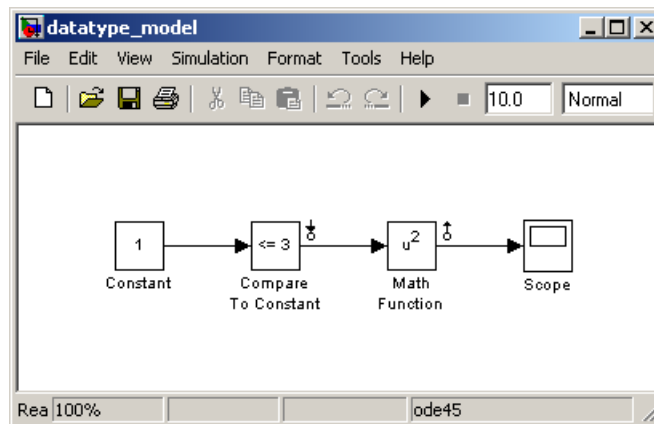 datatype_model
File Edit View Simulation Format Tools Help
10.0 Normal
1 <= 3 u2
Constant Compare To Constant Math Function Scope
Rea 100% ode45